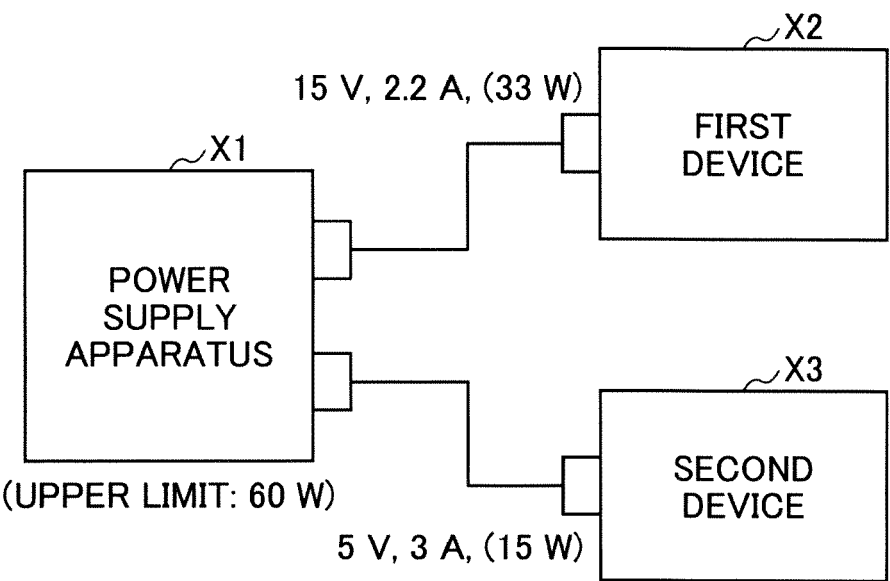 X2
15 V, 2.2 A, (33 W)
FIRST
DEVICE
X1
POWER
SUPPLY
APPARATUS
(UPPER LIMIT: 60 W)
X3
SECOND
DEVICE
5 V, 3 A, (15 W)